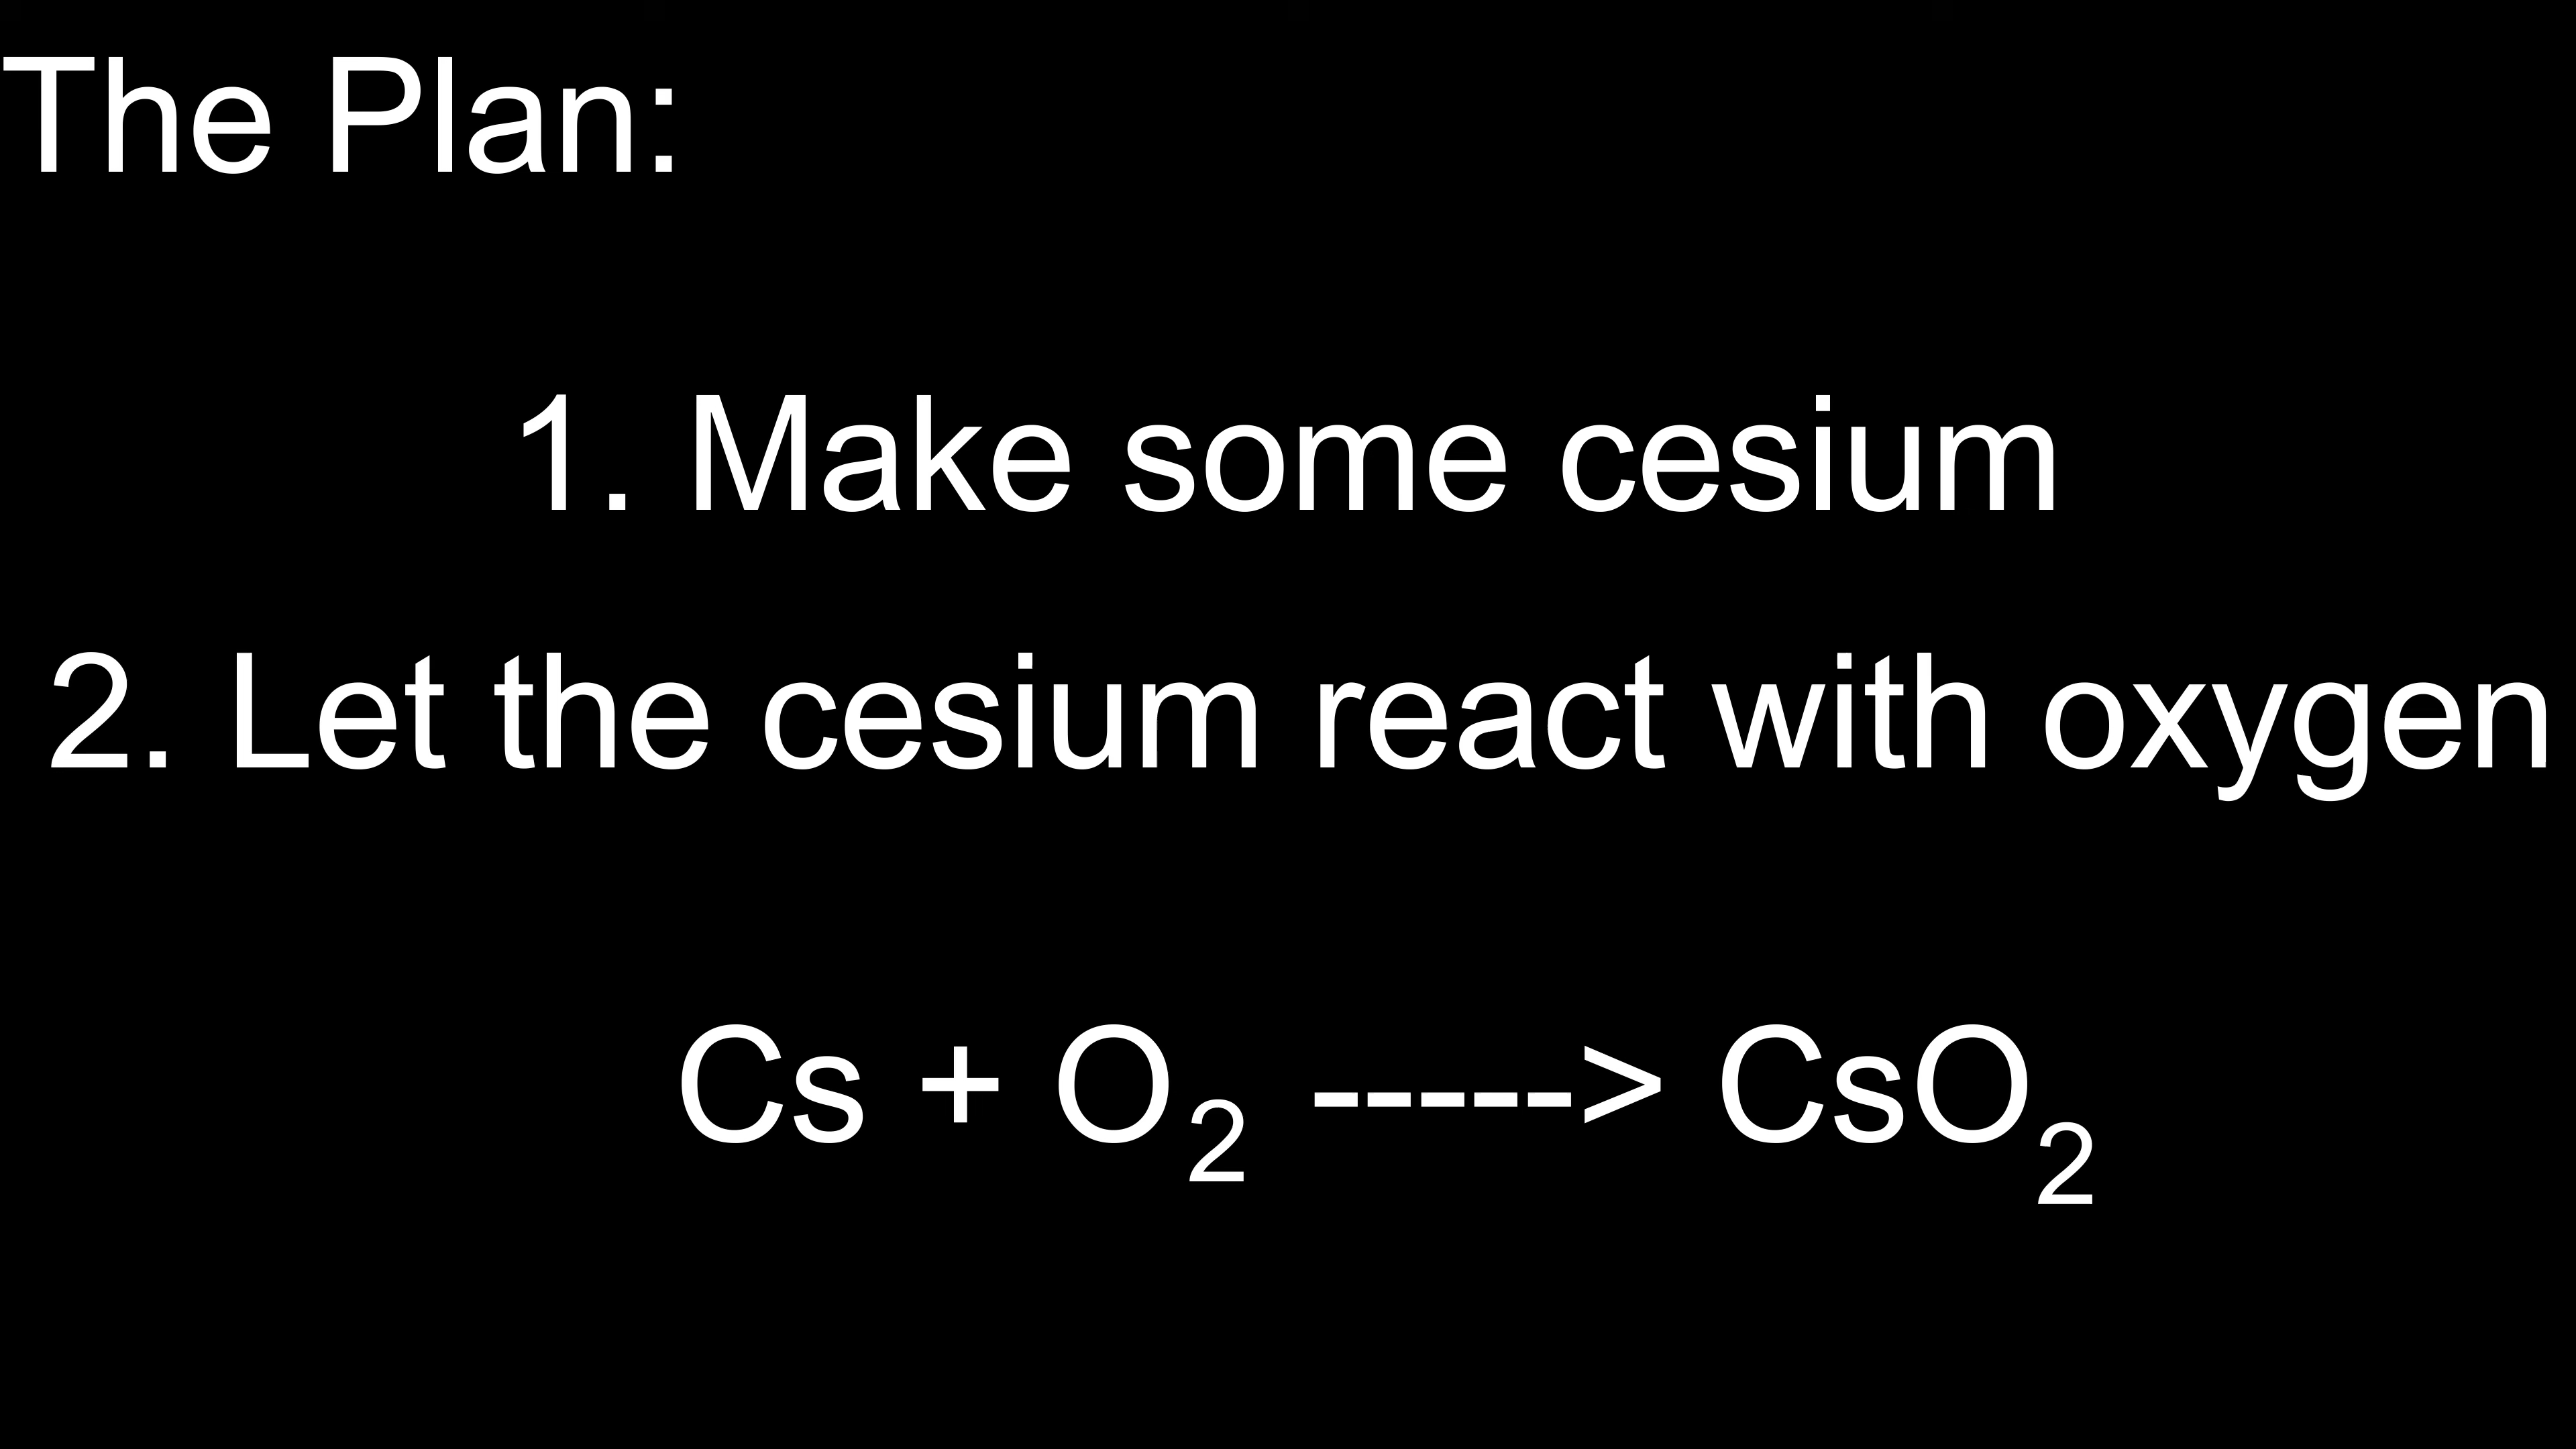 The Plan:
1. Make some cesium
2. Let the cesium react with oxygen
Cs + O₂ -----> CsO₂